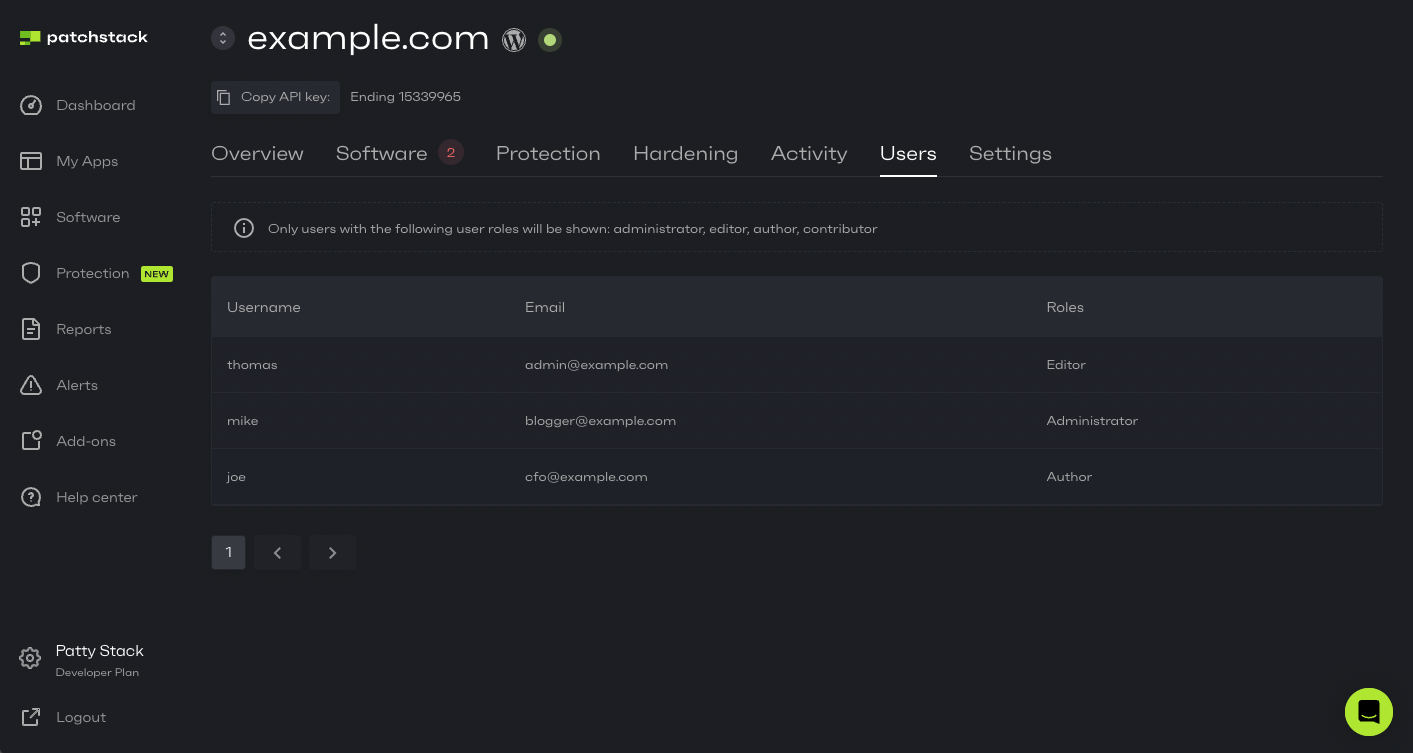 patchstack
Dashboard
My Apps
Software
Protection NEW
Reports
Alerts
Add-ons
Help center
Patty Stack
Developer Plan
Logout
example.com
Copy API key: Ending 15339965
Overview Software 2 Protection Hardening Activity Users Settings
Only users with the following user roles will be shown: administrator, editor, author, contributor
Username Email Roles
thomas admin@example.com Editor
mike blogger@example.com Administrator
joe cfo@example.com Author
1